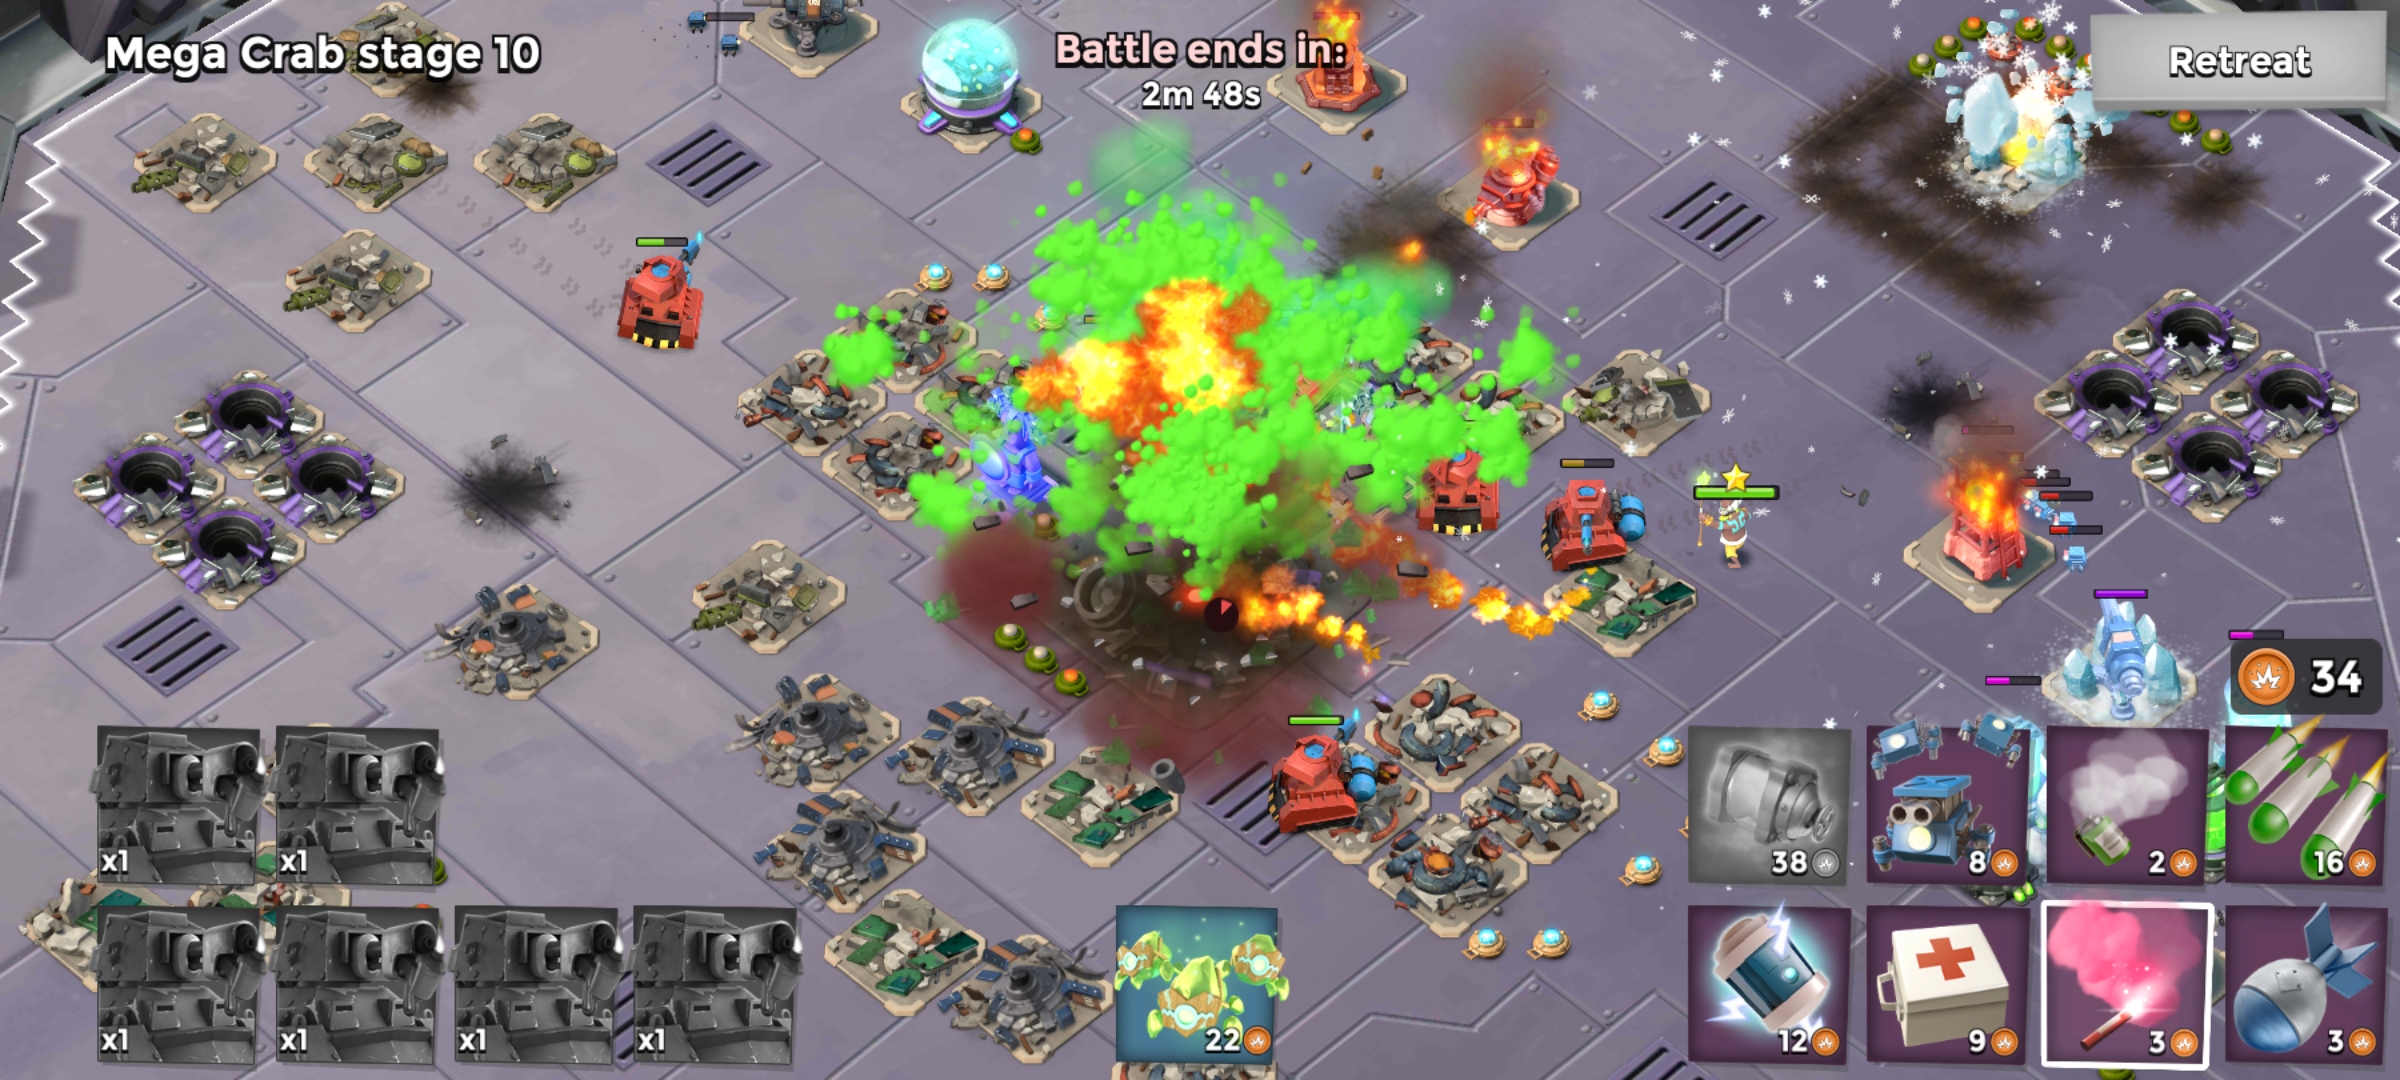 Mega Crab stage 10
Battle ends in:
2m 48s
Retreat
34
x1
x1
38
8
2
16
x1
x1
x1
x1
22
12
9
3
3